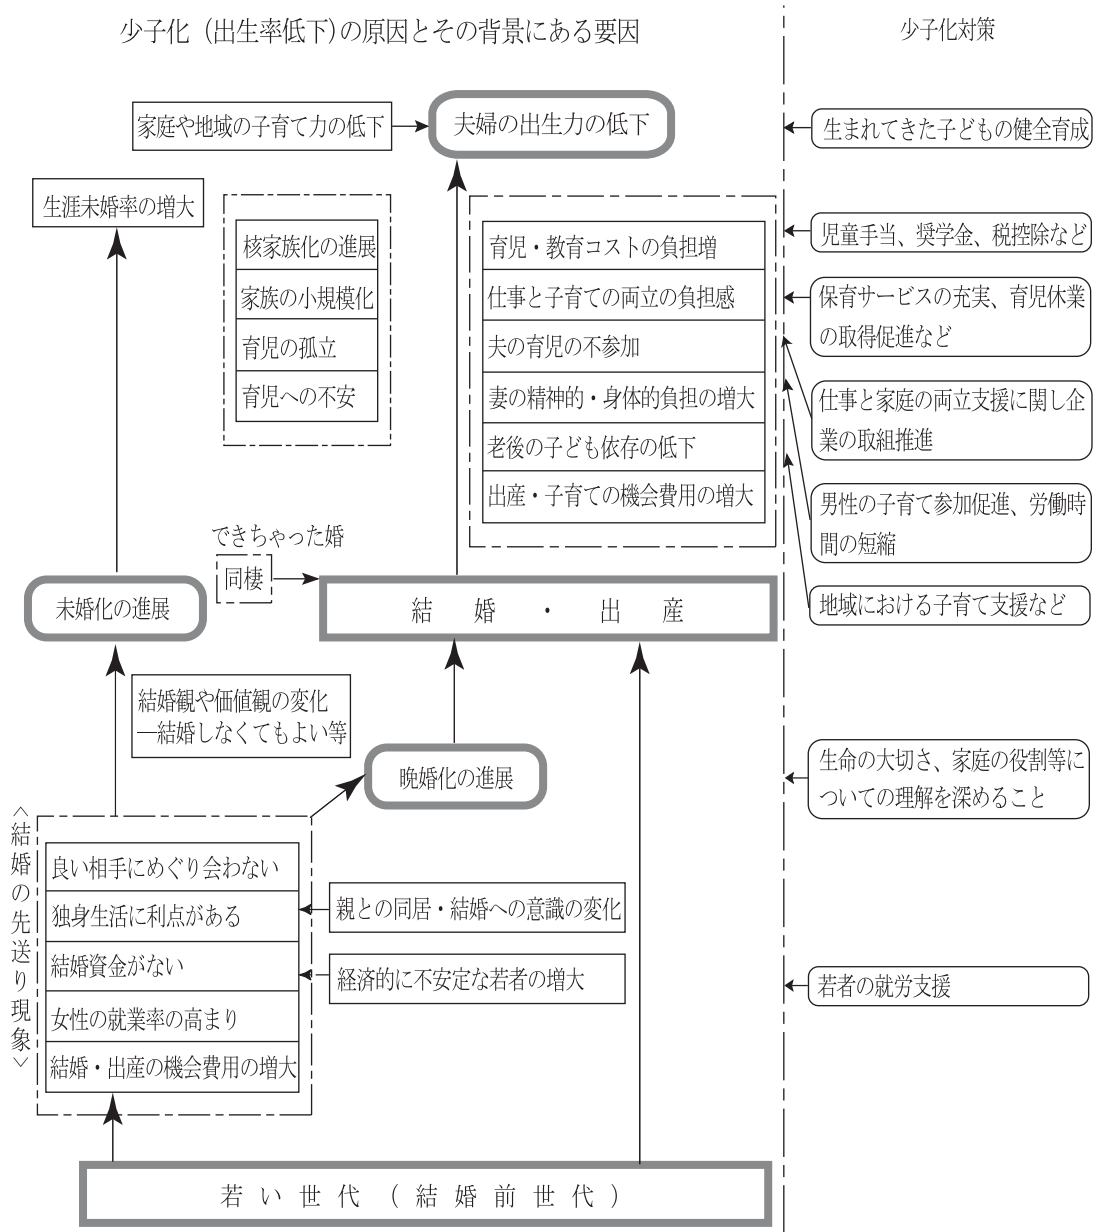 少子化（出生率低下）の原因とその背景にある要因
少子化対策
家庭や地域の子育て力の低下
夫婦の出生力の低下
生涯未婚率の増大
核家族化の進展
家族の小規模化
育児の孤立
育児への不安
育児・教育コストの負担増
仕事と子育ての両立の負担感
夫の育児の不参加
妻の精神的・身体的負担の増大
老後の子ども依存の低下
出産・子育ての機会費用の増大
できちゃった婚
同棲
未婚化の進展
結婚・出産
結婚観や価値観の変化
―結婚しなくてもよい等
晩婚化の進展
〈結婚の先送り現象〉
良い相手にめぐり会わない
独身生活に利点がある
結婚資金がない
女性の就業率の高まり
結婚・出産の機会費用の増大
親との同居・結婚への意識の変化
経済的に不安定な若者の増大
若い世代（結婚前世代）
生まれてきた子どもの健全育成
児童手当、奨学金、税控除など
保育サービスの充実、育児休業
の取得促進など
仕事と家庭の両立支援に関し企
業の取組推進
男性の子育て参加促進、労働時
間の短縮
地域における子育て支援など
生命の大切さ、家庭の役割等に
ついての理解を深めること
若者の就労支援